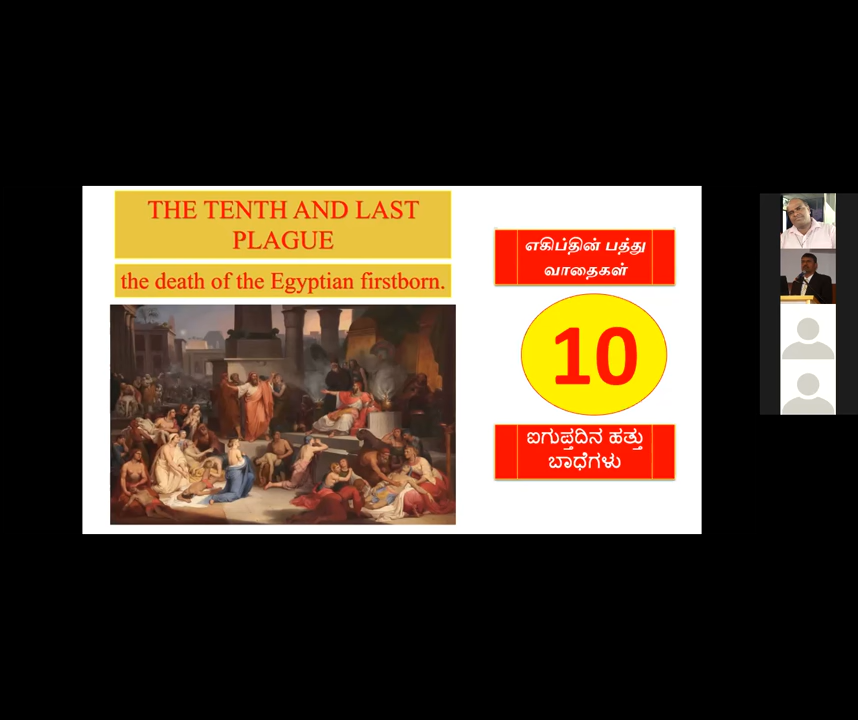 THE TENTH AND LAST
PLAGUE
the death of the Egyptian firstborn.
எகிப்தின் பத்து
வாதைகள்
10
ಐಗುಪ್ತದಿನ ಹತ್ತು
ಬಾಧೆಗಳು